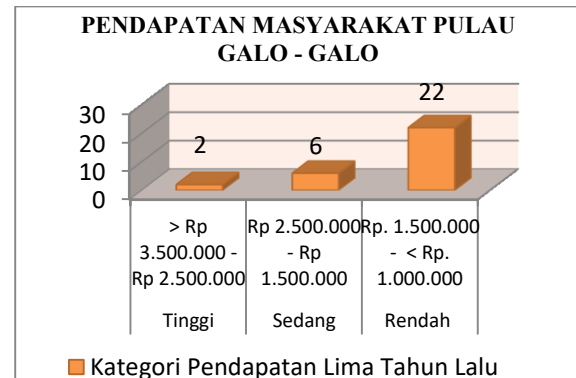 PENDAPATAN MASYARAKAT PULAU
GALO - GALO
30
20
10
0
2
6
22
> Rp
3.500.000 -
Rp 2.500.000
Rp 2.500.000
- Rp
1.500.000
Rp. 1.500.000
- < Rp.
1.000.000
Tinggi
Sedang
Rendah
Kategori Pendapatan Lima Tahun Lalu